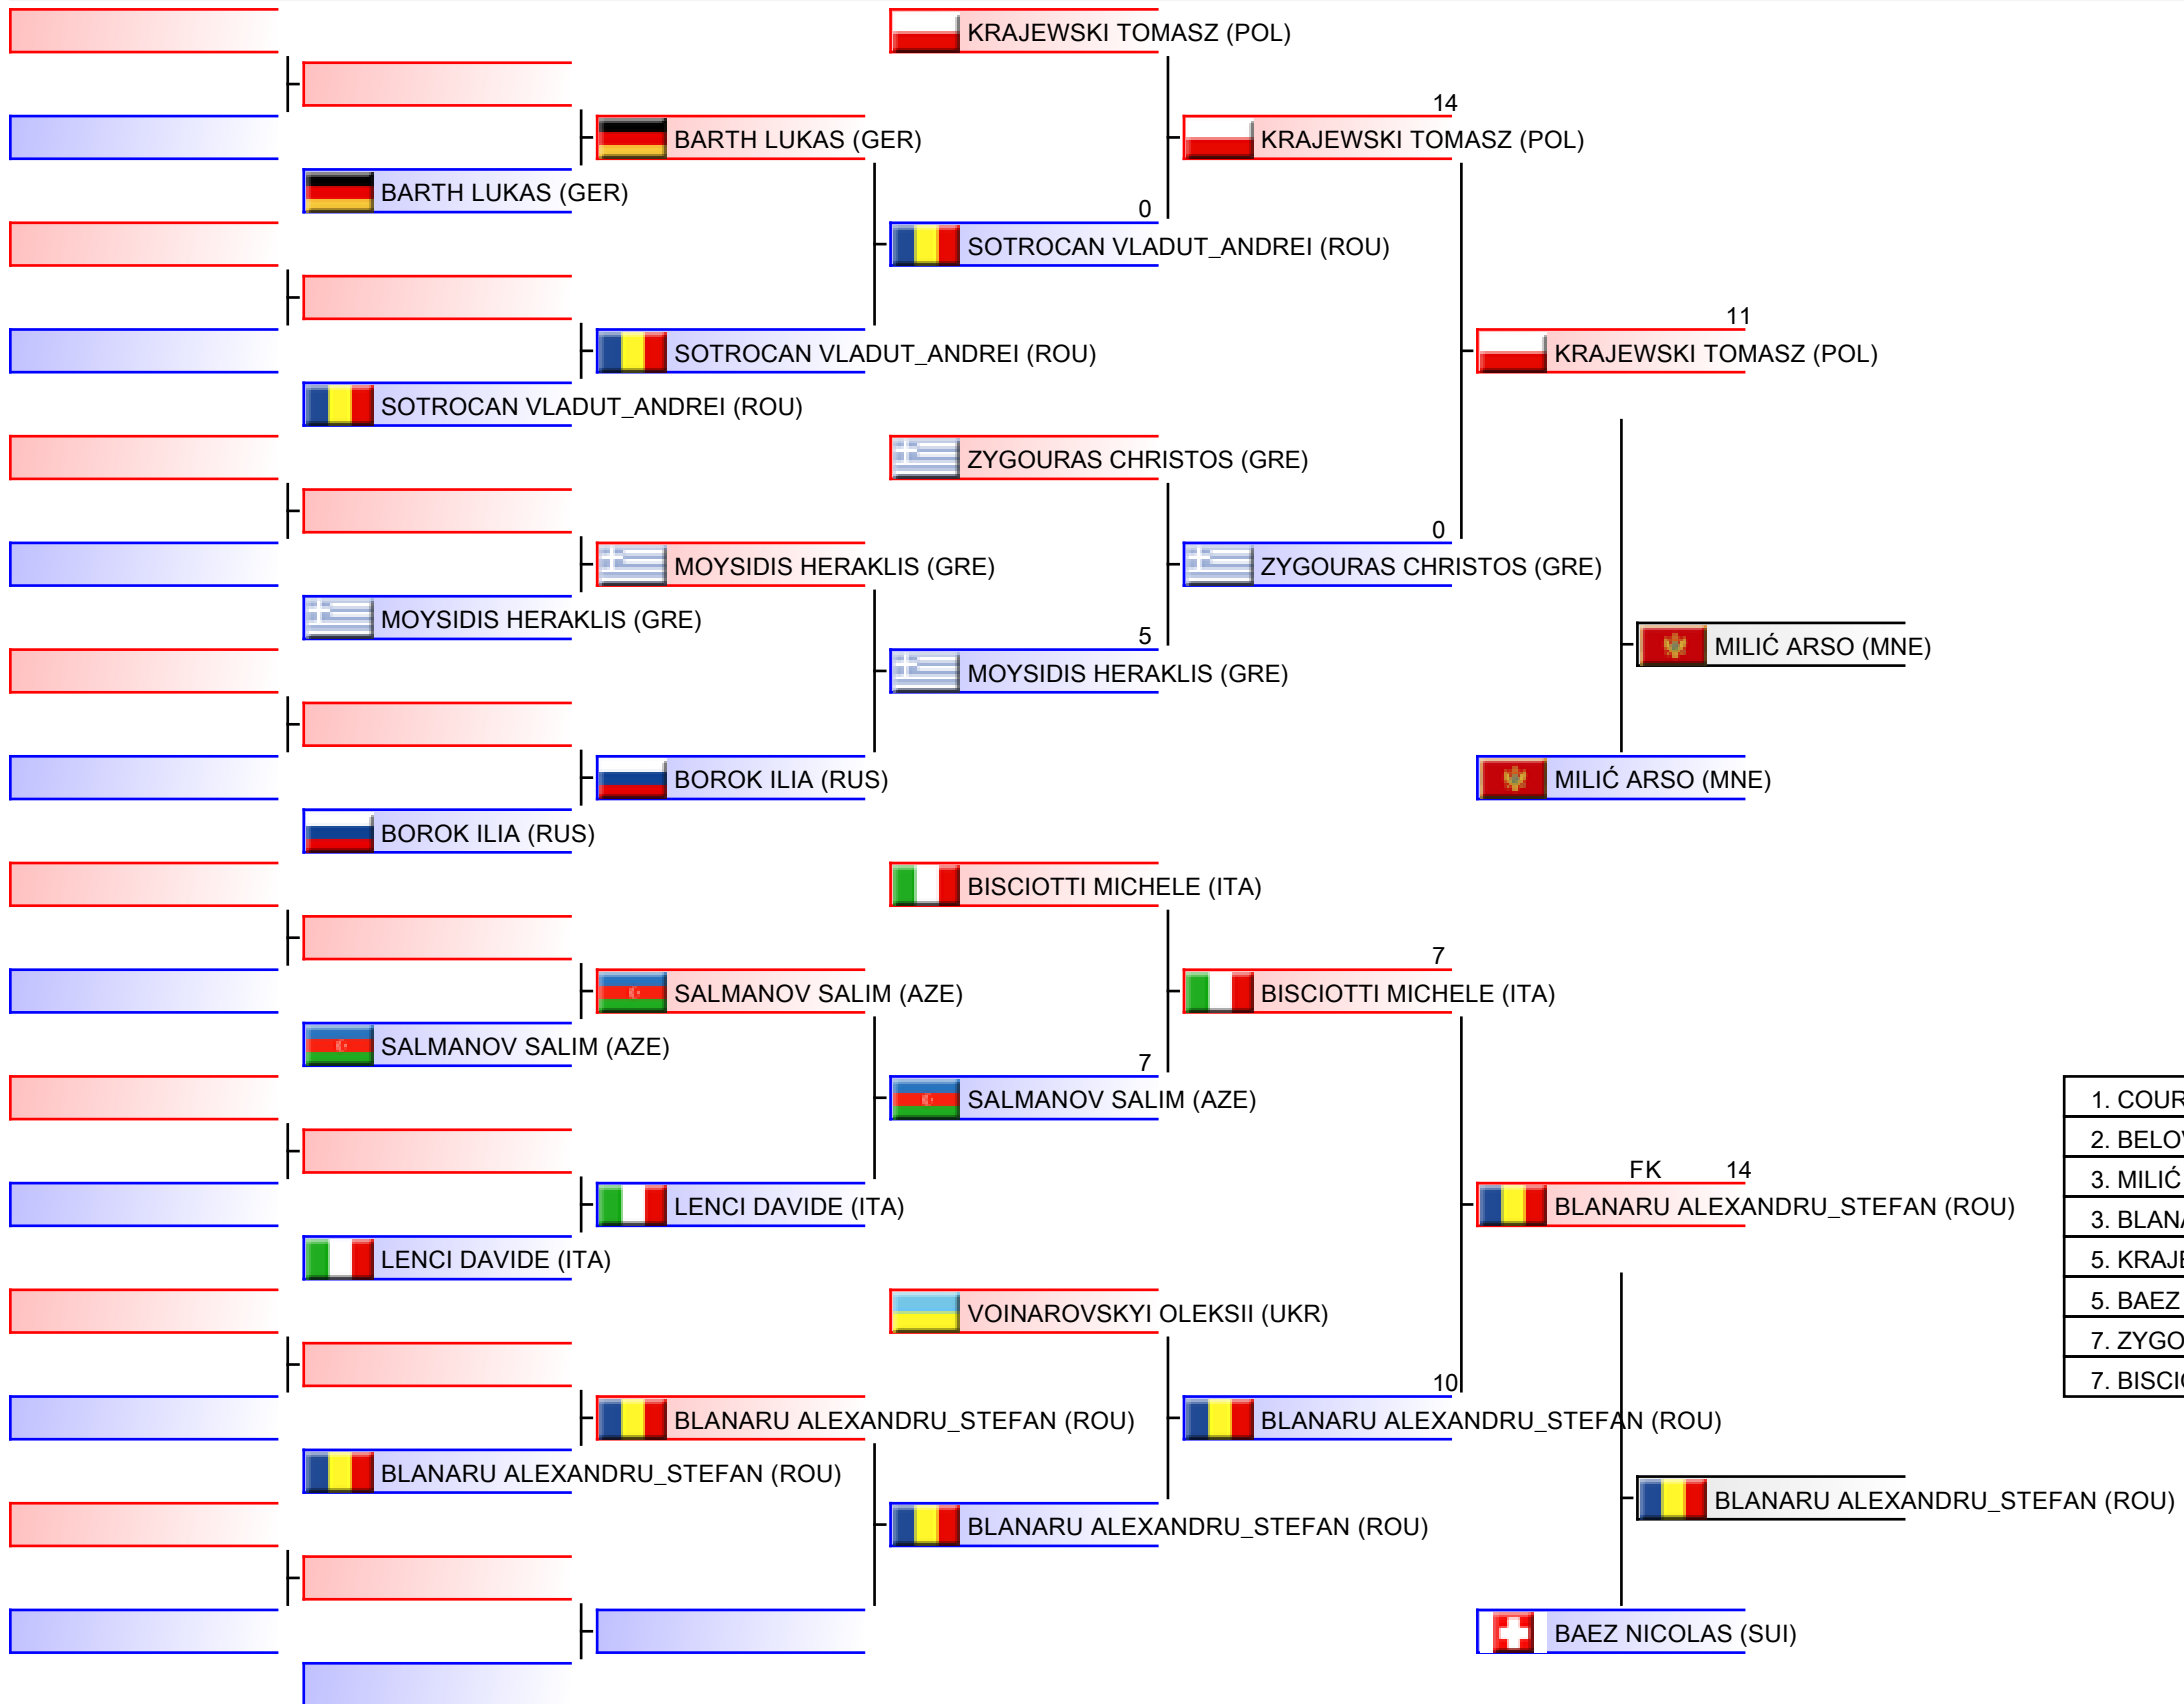 KRAJEWSKI TOMASZ (POL)
14
BARTH LUKAS (GER)
KRAJEWSKI TOMASZ (POL)
BARTH LUKAS (GER)
0
SOTROCAN VLADUT_ANDREI (ROU)
11
SOTROCAN VLADUT_ANDREI (ROU)
KRAJEWSKI TOMASZ (POL)
SOTROCAN VLADUT_ANDREI (ROU)
ZYGOURAS CHRISTOS (GRE)
0
MOYSIDIS HERAKLIS (GRE)
ZYGOURAS CHRISTOS (GRE)
MOYSIDIS HERAKLIS (GRE)
5
MILIĆ ARSO (MNE)
MOYSIDIS HERAKLIS (GRE)
BOROK ILIA (RUS)
MILIĆ ARSO (MNE)
BOROK ILIA (RUS)
BISCIOTTI MICHELE (ITA)
7
SALMANOV SALIM (AZE)
BISCIOTTI MICHELE (ITA)
SALMANOV SALIM (AZE)
7
SALMANOV SALIM (AZE)
1. COUR
2. BELOV
3. MILIĆ
FK 14
LENCI DAVIDE (ITA)
BLANARU ALEXANDRU_STEFAN (ROU)
3. BLANA
LENCI DAVIDE (ITA)
5. KRAJE
5. BAEZ
VOINAROVSKYI OLEKSII (UKR)
7. ZYGO
7. BISCIO
10
BLANARU ALEXANDRU_STEFAN (ROU)
BLANARU ALEXANDRU_STEFAN (ROU)
BLANARU ALEXANDRU_STEFAN (ROU)
BLANARU ALEXANDRU_STEFAN (ROU)
BLANARU ALEXANDRU_STEFAN (ROU)
BAEZ NICOLAS (SUI)